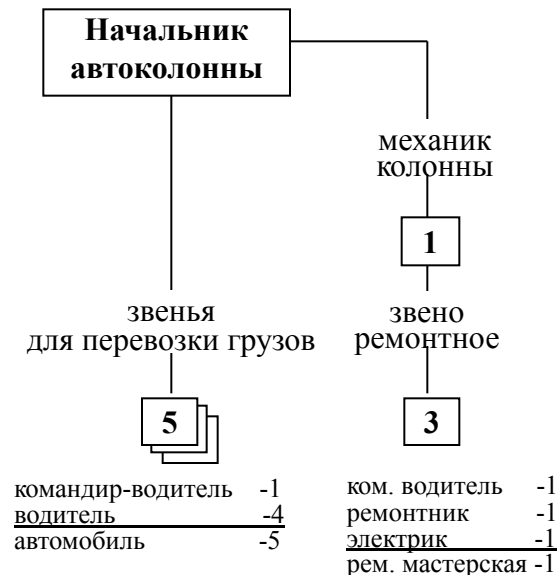 Начальник
автоколонны
механик
колонны
1
звенья
для перевозки грузов
звено
ремонтное
5
3
командир-водитель -1
водитель -4
автомобиль -5
ком. водитель -1
ремонтник -1
электрик -1
рем. мастерская -1